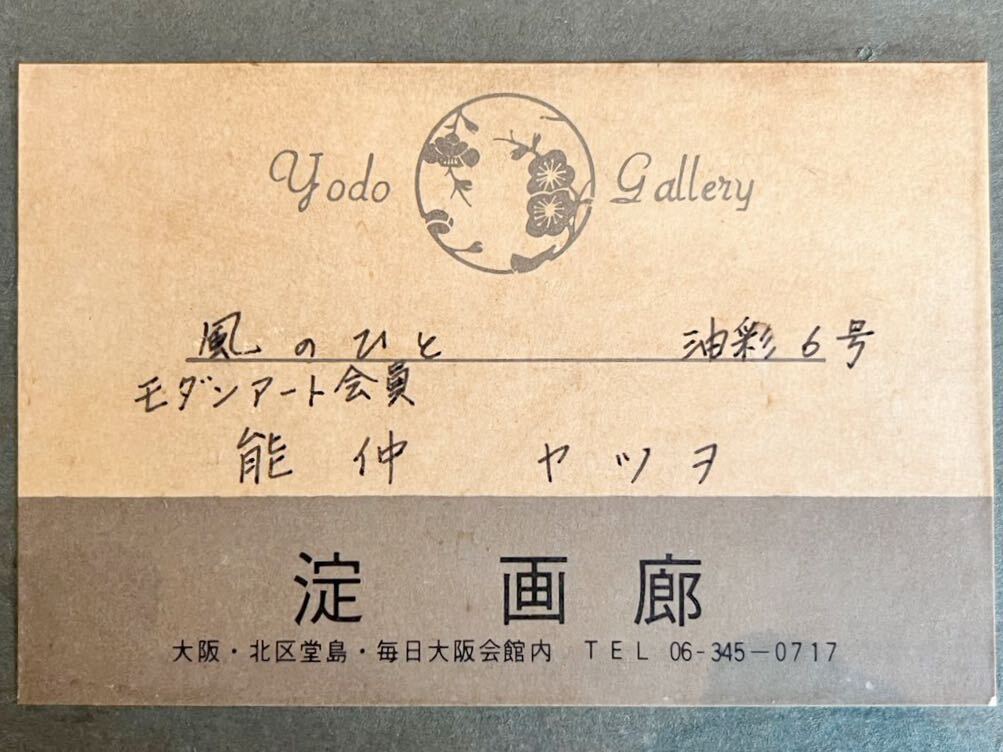 Yodo Gallery
風のひと 油彩6号
モダンアート会員
能仲 ヤツヲ
淀画廊
大阪・北区堂島・毎日大阪会館内 TEL 06-345-0717